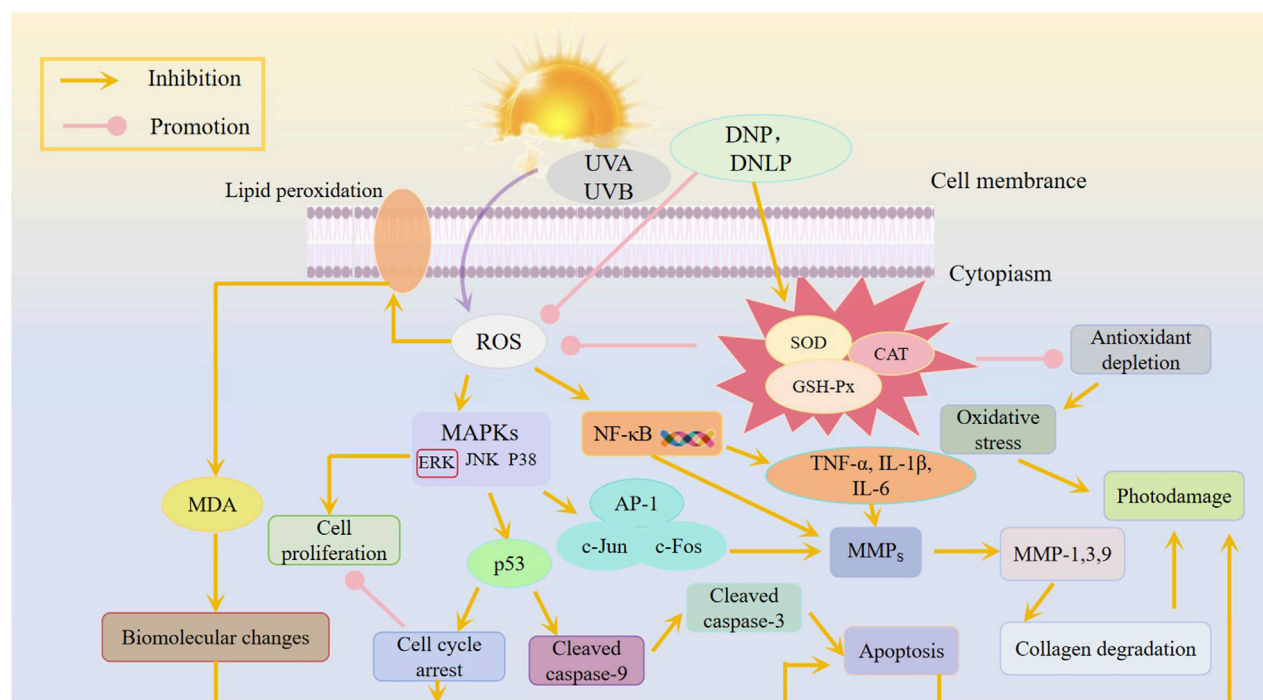 Inhibition
Promotion
UVA
UVB
DNP,
DNLP
Lipid peroxidation
Cell membrance
Cytopiasm
ROS
SOD
CAT
GSH-Px
Antioxidant
depletion
Oxidative
stress
MAPKs
ERK JNK P38
NF-κB
TNF-α, IL-1β,
IL-6
Photodamage
MDA
Cell
proliferation
AP-1
c-Jun c-Fos
MMPs
MMP-1,3,9
p53
Cleaved
caspase-3
Biomolecular changes
Cell cycle
arrest
Cleaved
caspase-9
Apoptosis
Collagen degradation